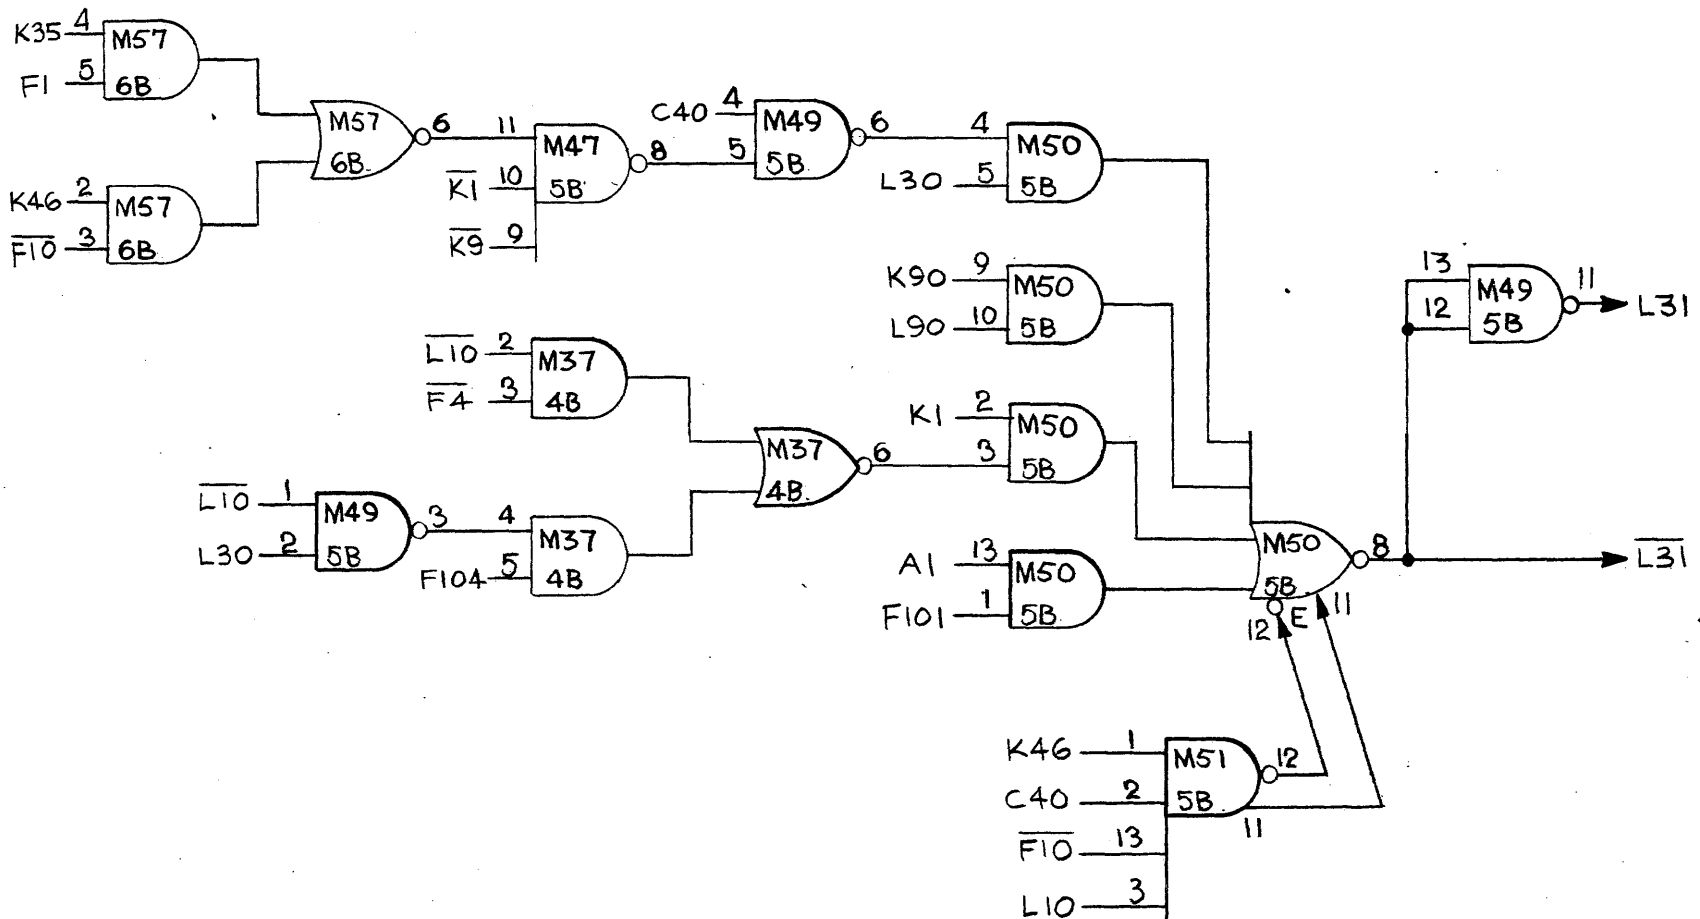 K35 4 M57
F1 5 6B
M57 6
6B
K46 2 M57
F10 3 6B
11 M47 8
K1 10 5B
K9 9
C40 4 M49 6
5 5B
4 M50
L30 5 5B
K90 9 M50
L90 10 5B
L10 2 M37
F4 3 4B
M37 6
4B
L10 1 M49 3
L30 2 5B
4 M37
F104 5 4B
K1 2 M50
3 5B
A1 13 M50
F101 1 5B
M50 8
5B
12 E 11
13 M49 11 L31
12 5B
L31
K46 1 M51 12
C40 2 5B 11
F10 13
L10 3